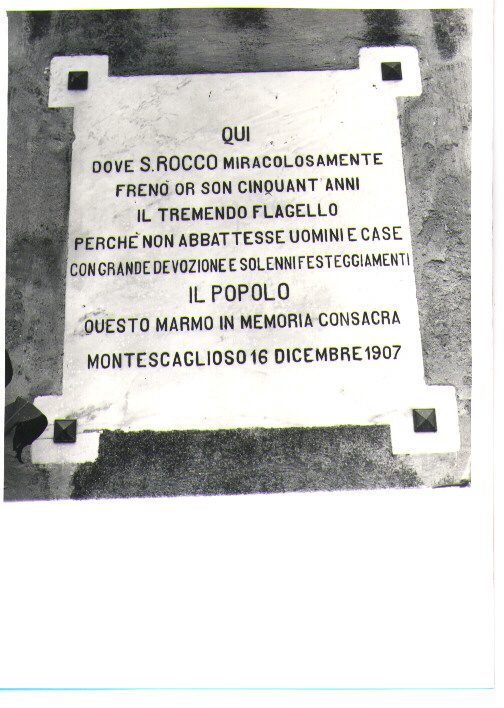 QUI
DOVE S. ROCCO MIRACOLOSAMENTE
FRENÒ OR SON CINQUANT'ANNI
IL TREMENDO FLAGELLO
PERCHÈ NON ABBATTESSE UOMINI E CASE
CON GRANDE DEVOZIONE E SOLENNI FESTEGGIAMENTI
IL POPOLO
QUESTO MARMO IN MEMORIA CONSACRA
MONTESCAGLIOSO 16 DICEMBRE 1907